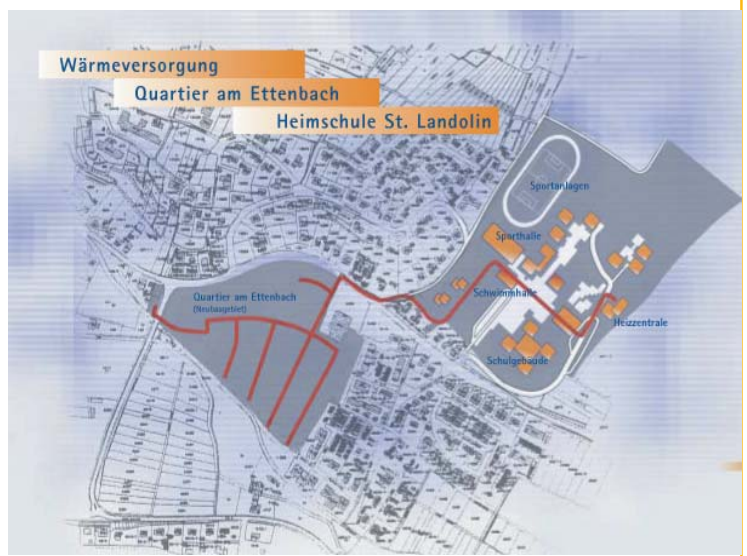 Wärmeversorgung
Quartier am Ettenbach
Heimschule St. Landolin
Sportanlagen
Sporthalle
Schwimmhalle
Quartier am Ettenbach
(Neubaugebiet)
Heizzentrale
Schulgebäude